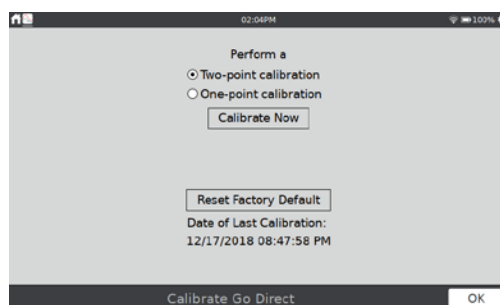 02:04PM
100%
Perform a
Two-point calibration
One-point calibration
Calibrate Now
Reset Factory Default
Date of Last Calibration:
12/17/2018 08:47:58 PM
Calibrate Go Direct
OK